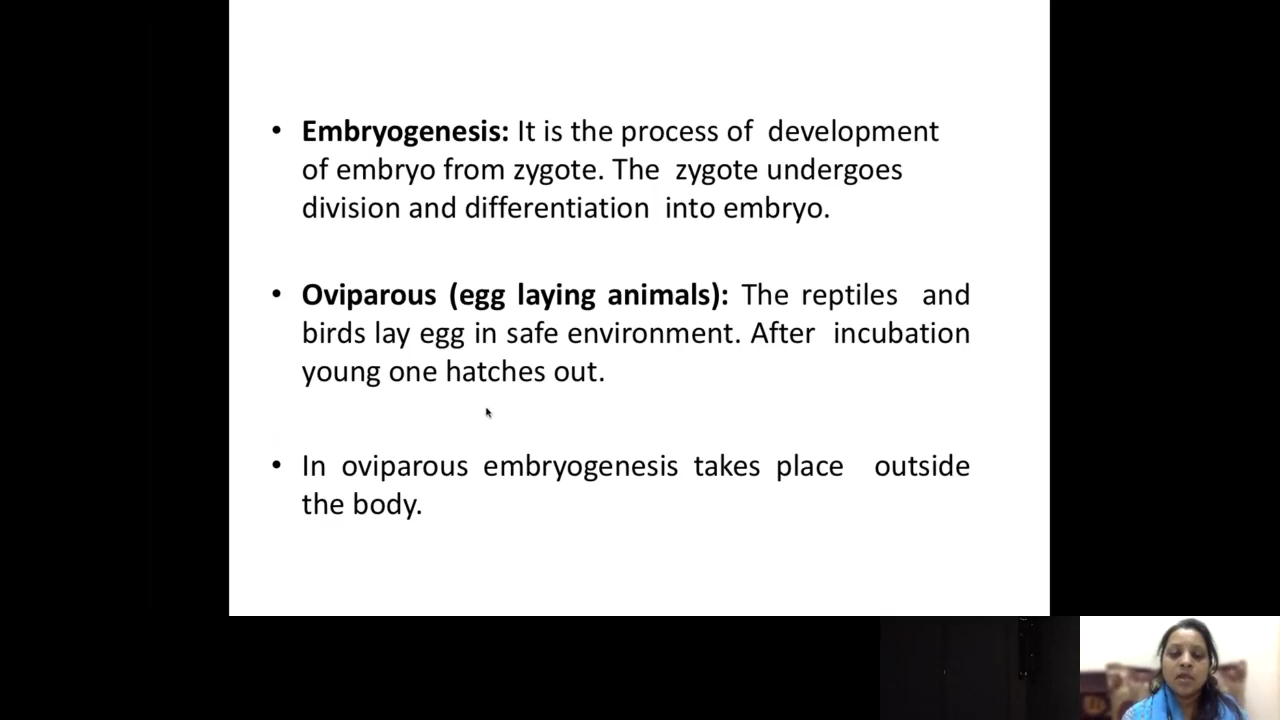 • Embryogenesis: It is the process of development
of embryo from zygote. The zygote undergoes
division and differentiation into embryo.
• Oviparous (egg laying animals): The reptiles and
birds lay egg in safe environment. After incubation
young one hatches out.
• In oviparous embryogenesis takes place outside
the body.